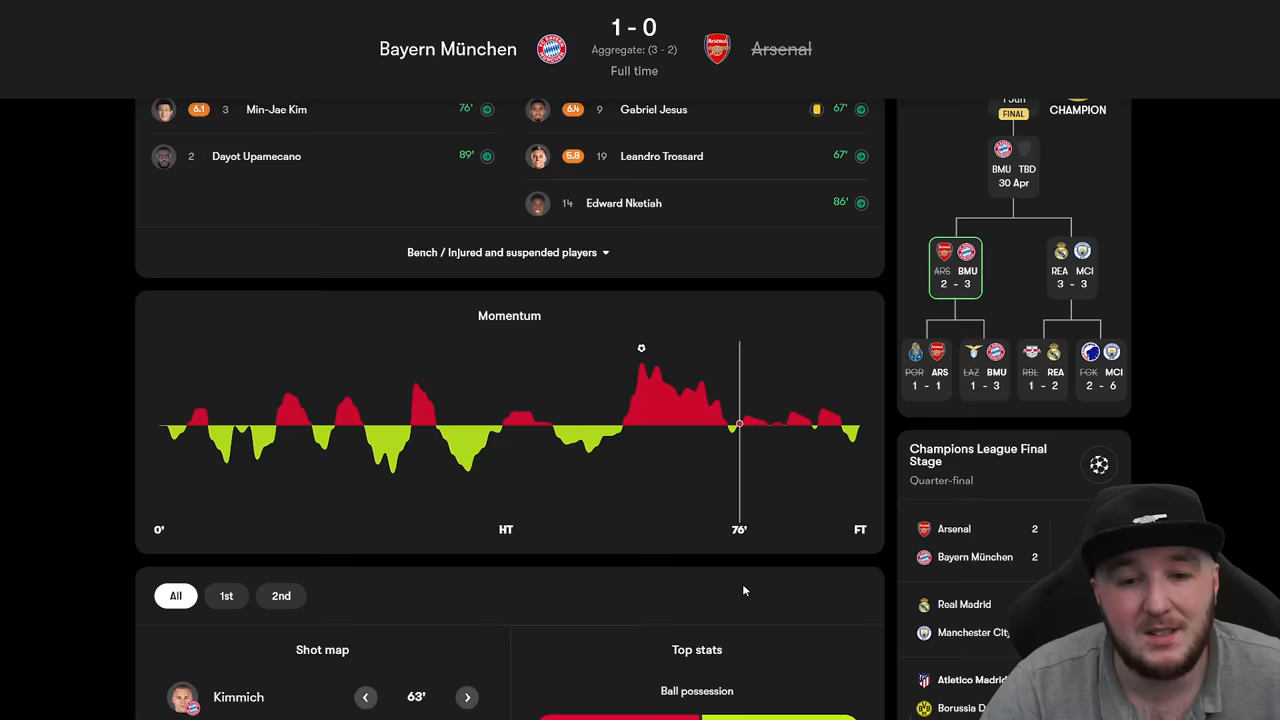 1 - 0
Bayern München
Aggregate: (3 - 2)
Arsenal
Full time
6.1 3 Min-Jae Kim 76'
2 Dayot Upamecano 89'
6.4 9 Gabriel Jesus 67'
5.8 19 Leandro Trossard 67'
14 Edward Nketiah 86'
Bench / Injured and suspended players
Momentum
0' HT 76' FT
All 1st 2nd
Shot map
Kimmich 63'
Top stats
Ball possession
1 Jun
FINAL
CHAMPION
BMU TBD
30 Apr
ARS BMU
2 - 3
REA MCI
3 - 3
POR ARS
1 - 1
LAZ BMU
1 - 3
RBL REA
1 - 2
FCK MCI
2 - 6
Champions League Final
Stage
Quarter-final
Arsenal 2
Bayern München 2
Real Madrid
Manchester City
Atletico Madrid
Borussia D